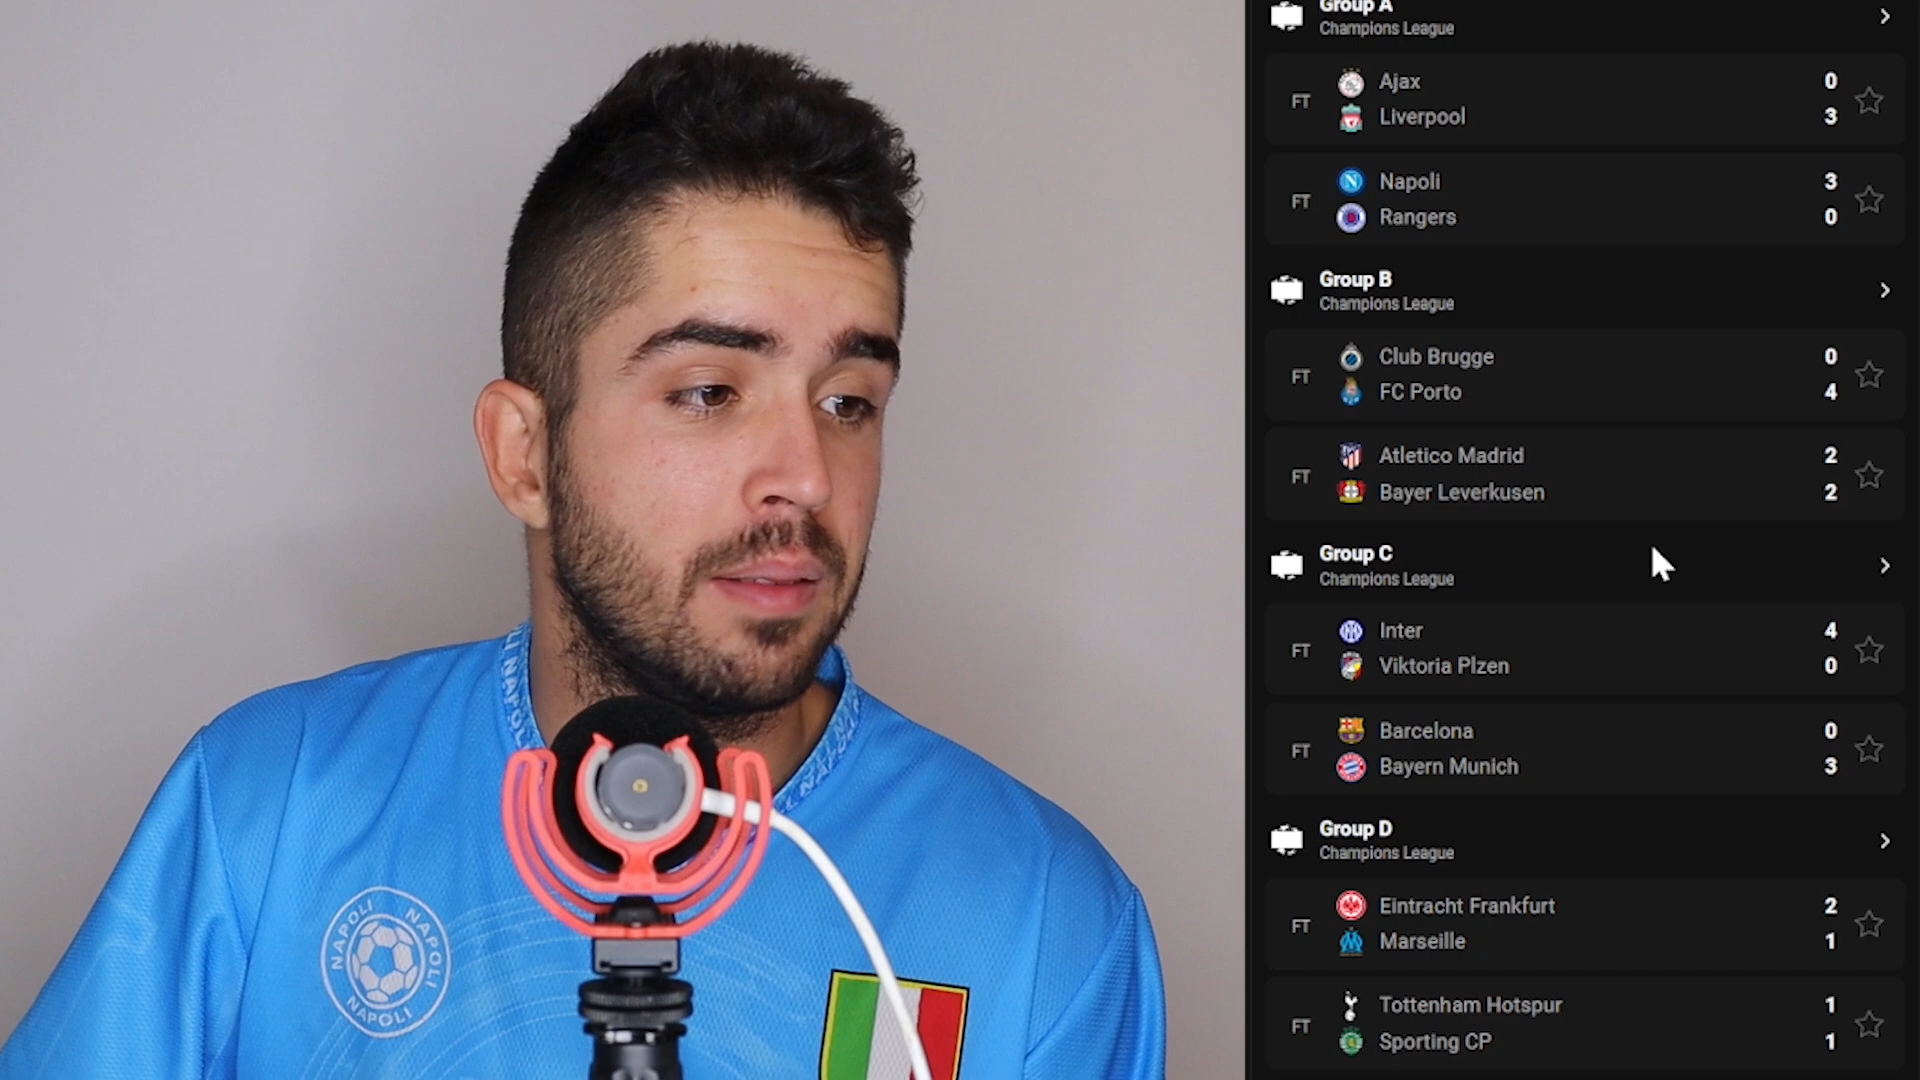 Group A
Champions League
FT
Ajax
0
Liverpool
3
FT
Napoli
3
Rangers
0
Group B
Champions League
FT
Club Brugge
0
FC Porto
4
FT
Atletico Madrid
2
Bayer Leverkusen
2
Group C
Champions League
FT
Inter
4
Viktoria Plzen
0
FT
Barcelona
0
Bayern Munich
3
Group D
Champions League
FT
Eintracht Frankfurt
2
Marseille
1
FT
Tottenham Hotspur
1
Sporting CP
1
NAPOLI NAPOLI
NAPOLI